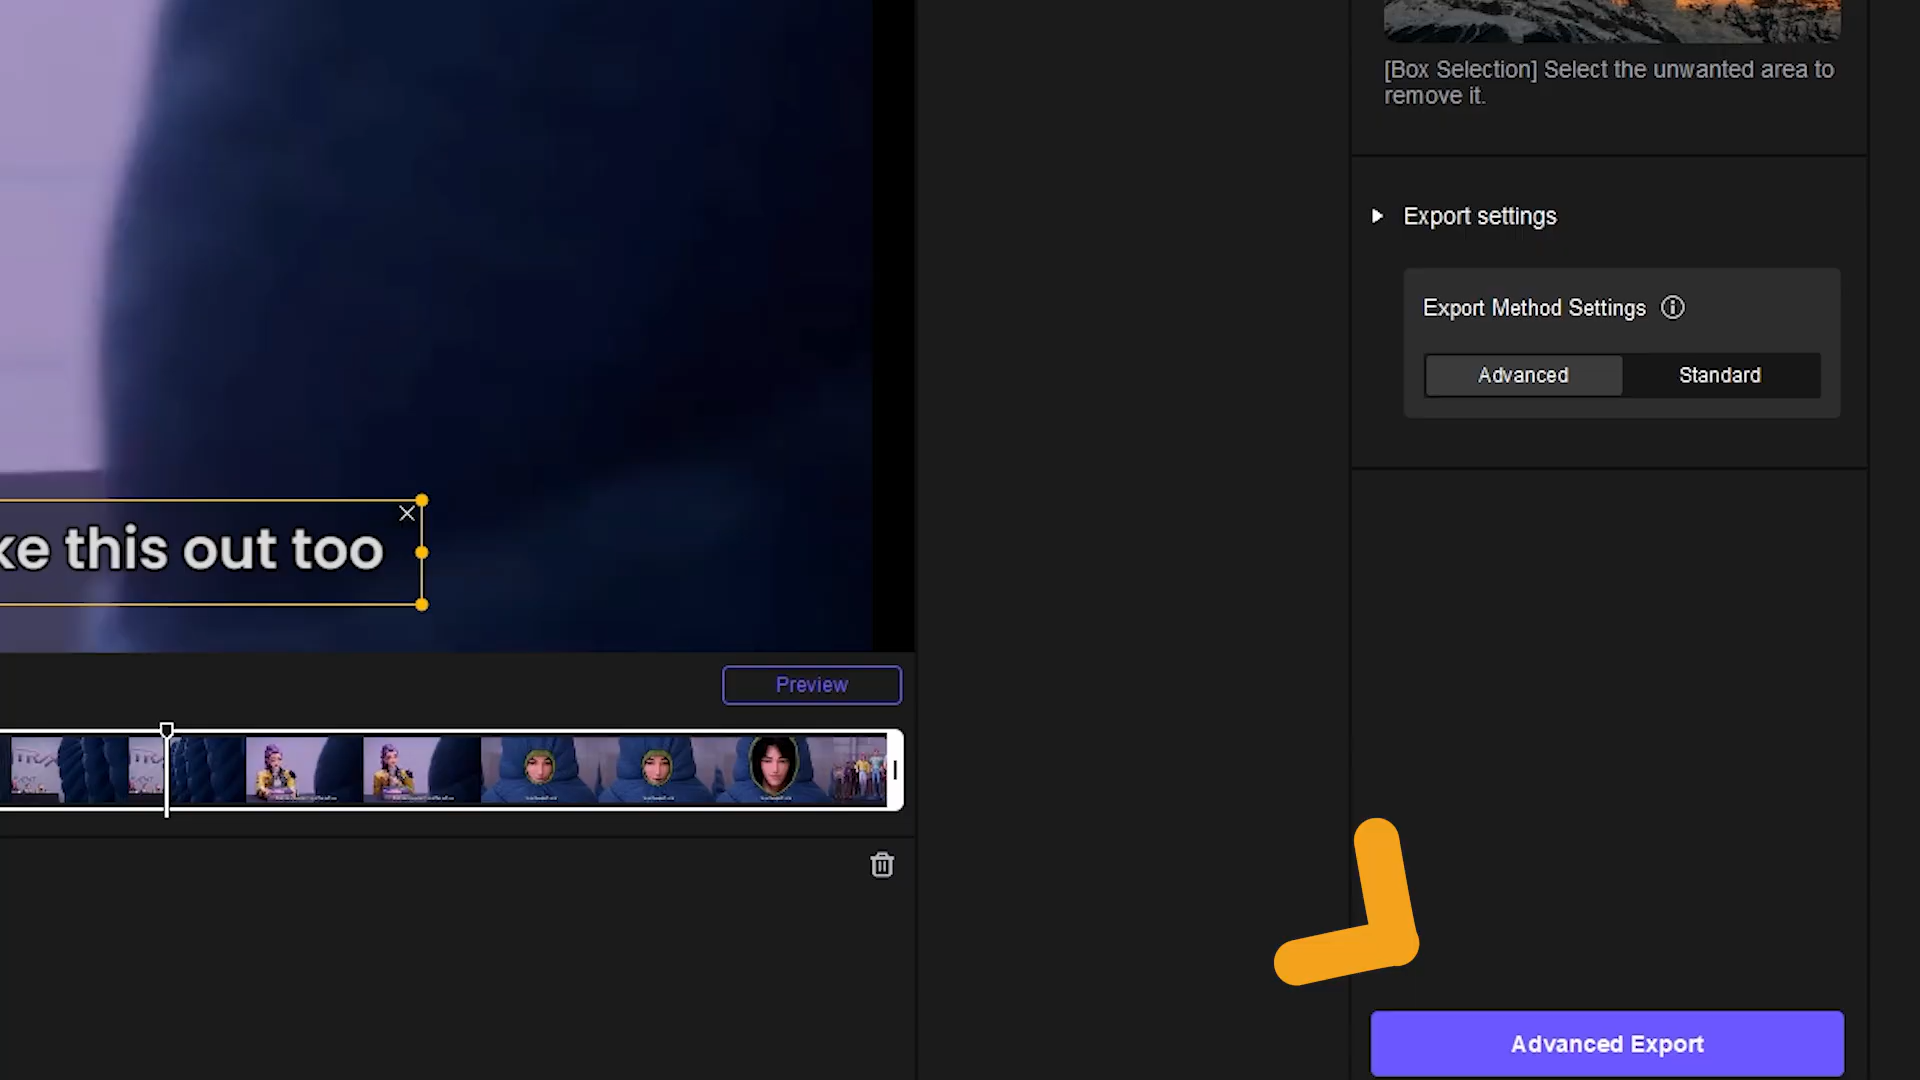 [Box Selection] Select the unwanted area to
remove it.
Export settings
Export Method Settings
Advanced
Standard
ke this out too
Preview
Advanced Export